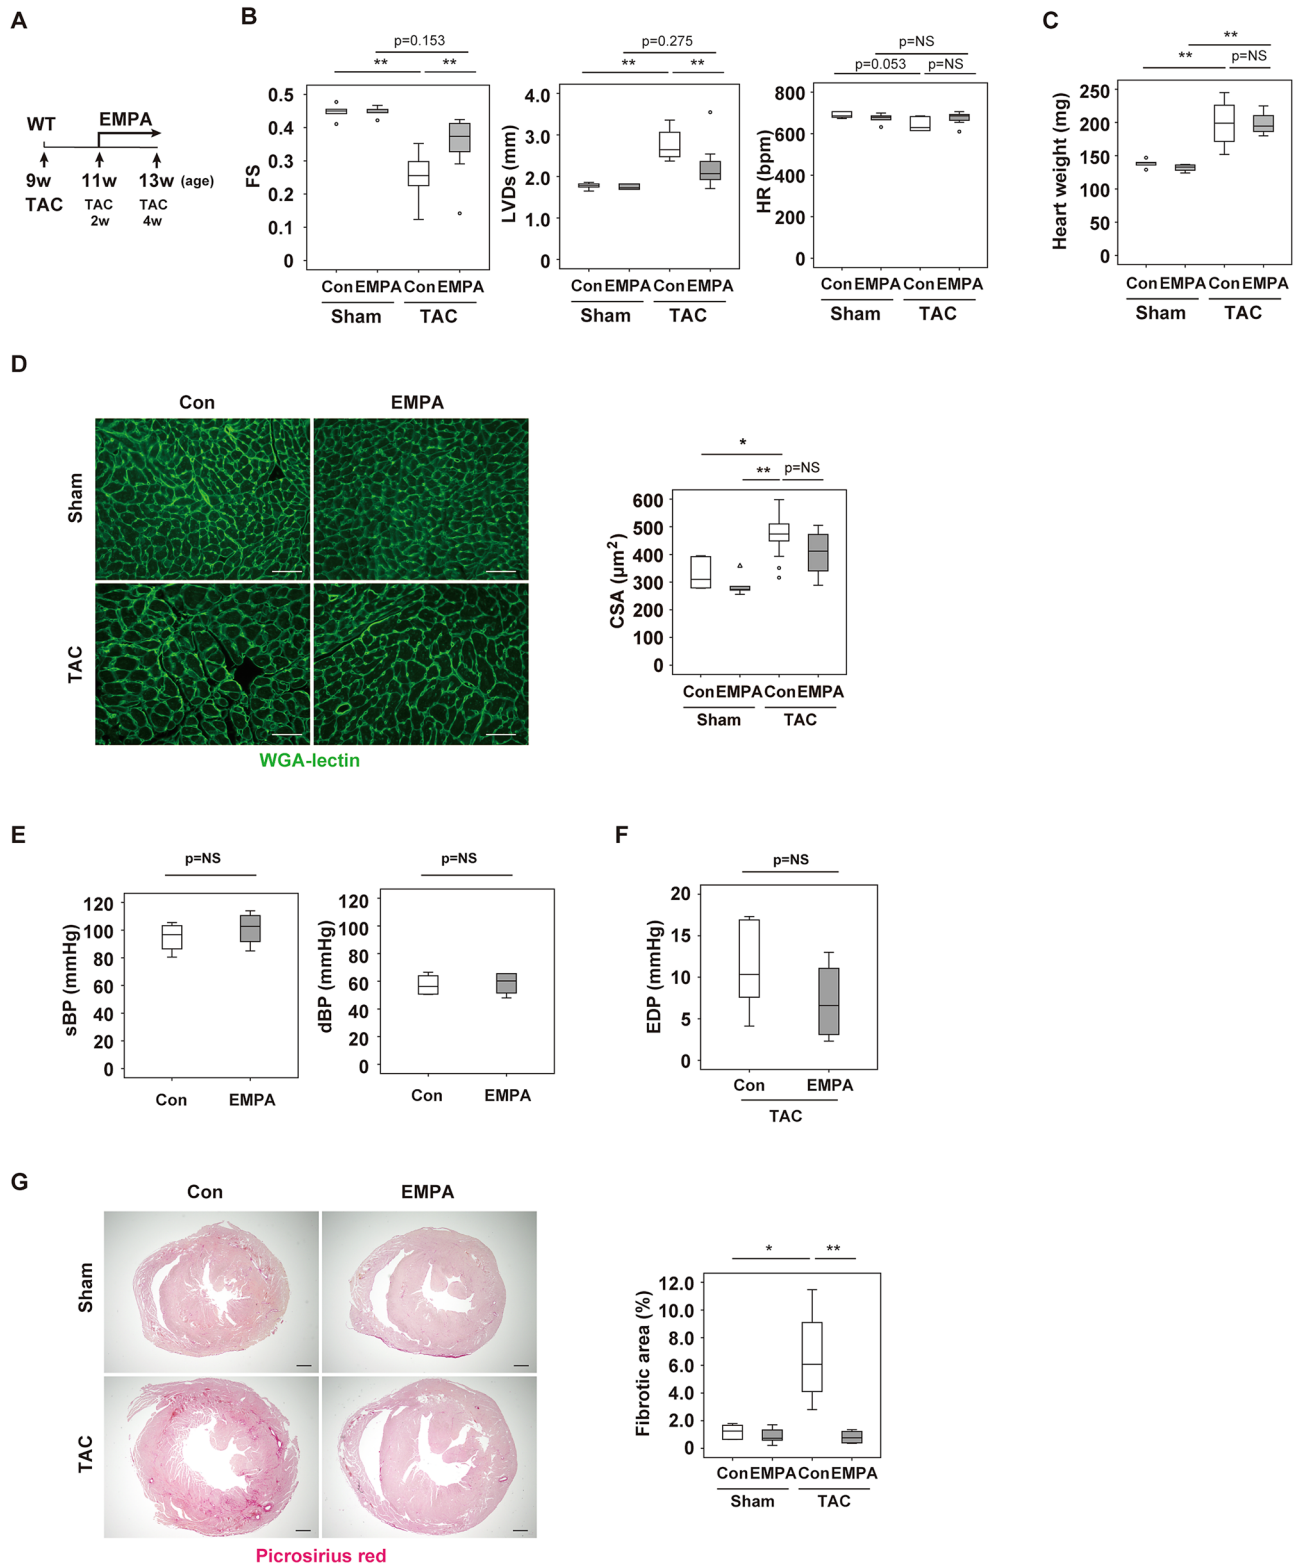 A
WT
EMPA
9w 11w 13w (age)
TAC TAC TAC
2w 4w
B
p=0.153
** **
FS
0.5
0.4
0.3
0.2
0.1
0
Con EMPA Con EMPA
Sham TAC
p=0.275
** **
LVDs (mm)
4.0
3.0
2.0
1.0
0
Con EMPA Con EMPA
Sham TAC
p=NS
p=0.053 p=NS
HR (bpm)
800
600
400
200
0
Con EMPA Con EMPA
Sham TAC
C
**
** p=NS
Heart weight (mg)
250
200
150
100
50
0
Con EMPA Con EMPA
Sham TAC
D
Con EMPA
Sham
TAC
WGA-lectin
*
** p=NS
CSA (µm2)
600
500
400
300
200
100
0
Con EMPA Con EMPA
Sham TAC
E
p=NS
sBP (mmHg)
120
100
80
60
40
20
0
Con EMPA
p=NS
dBP (mmHg)
120
100
80
60
40
20
0
Con EMPA
F
p=NS
EDP (mmHg)
20
15
10
5
0
Con EMPA
TAC
G
Con EMPA
Sham
TAC
Picrosirius red
* **
Fibrotic area (%)
12.0
10.0
8.0
6.0
4.0
2.0
0
Con EMPA Con EMPA
Sham TAC